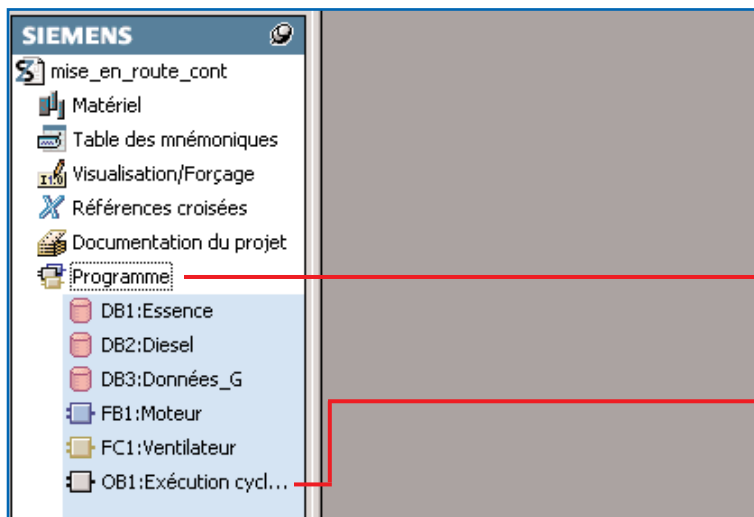 SIEMENS
mise_en_route_cont
Matériel
Table des mnémoniques
Visualisation/Forçage
Références croisées
Documentation du projet
Programme
DB1:Essence
DB2:Diesel
DB3:Données_G
FB1:Moteur
FC1:Ventilateur
OB1:Exécution cycl...